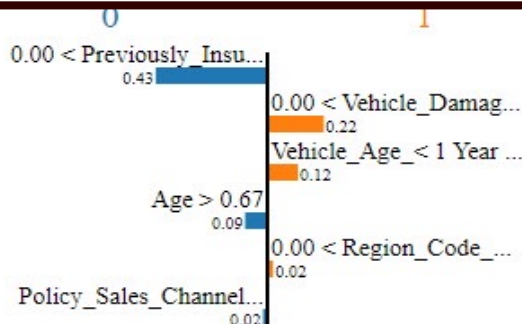 0 1
0.00 < Previously_Insu...
0.43
0.00 < Vehicle_Damag...
0.22
Vehicle_Age_< 1 Year ...
0.12
Age > 0.67
0.09
0.00 < Region_Code_...
0.02
Policy_Sales_Channel...
0.02